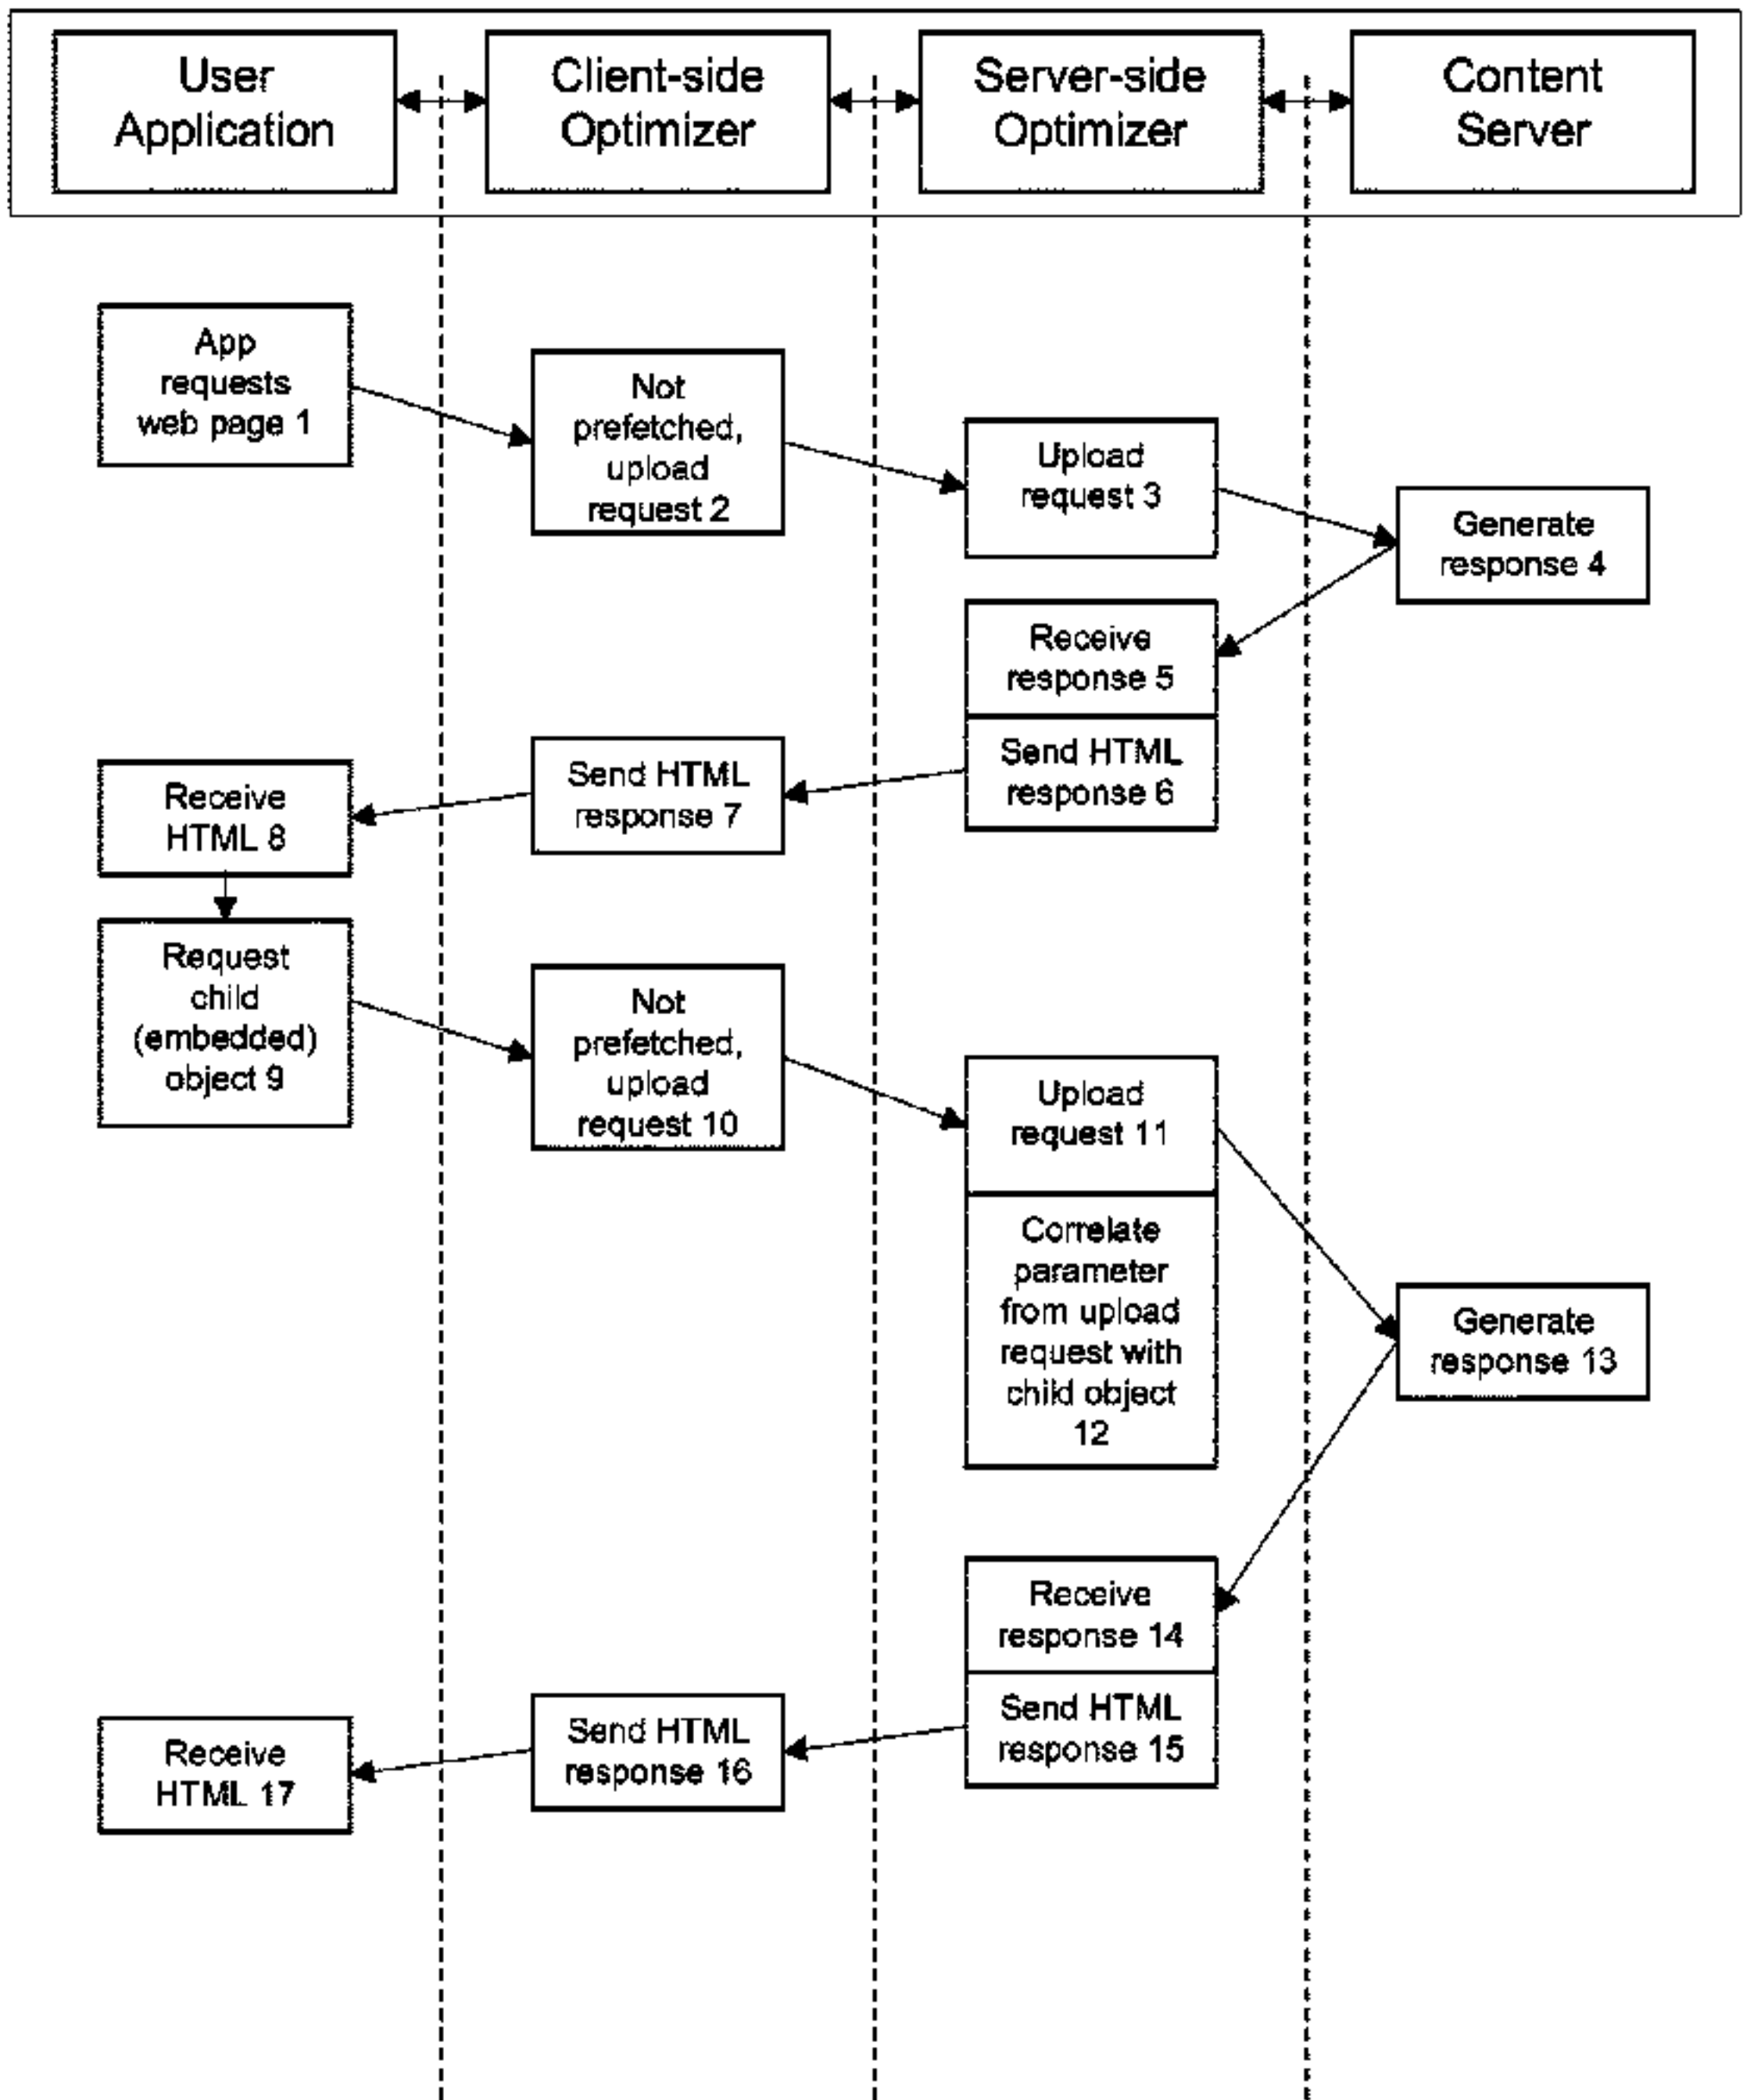 User
Application
Client-side
Optimizer
Server-side
Optimizer
Content
Server
App
requests
web page 1
Not
prefetched,
upload
request 2
Upload
request 3
Generate
response 4
Receive
response 5
Send HTML
response 6
Send HTML
response 7
Receive
HTML 8
Request
child
(embedded)
object 9
Not
prefetched,
upload
request 10
Upload
request 11
Correlate
parameter
from upload
request with
child object
12
Generate
response 13
Receive
response 14
Send HTML
response 15
Send HTML
response 16
Receive
HTML 17